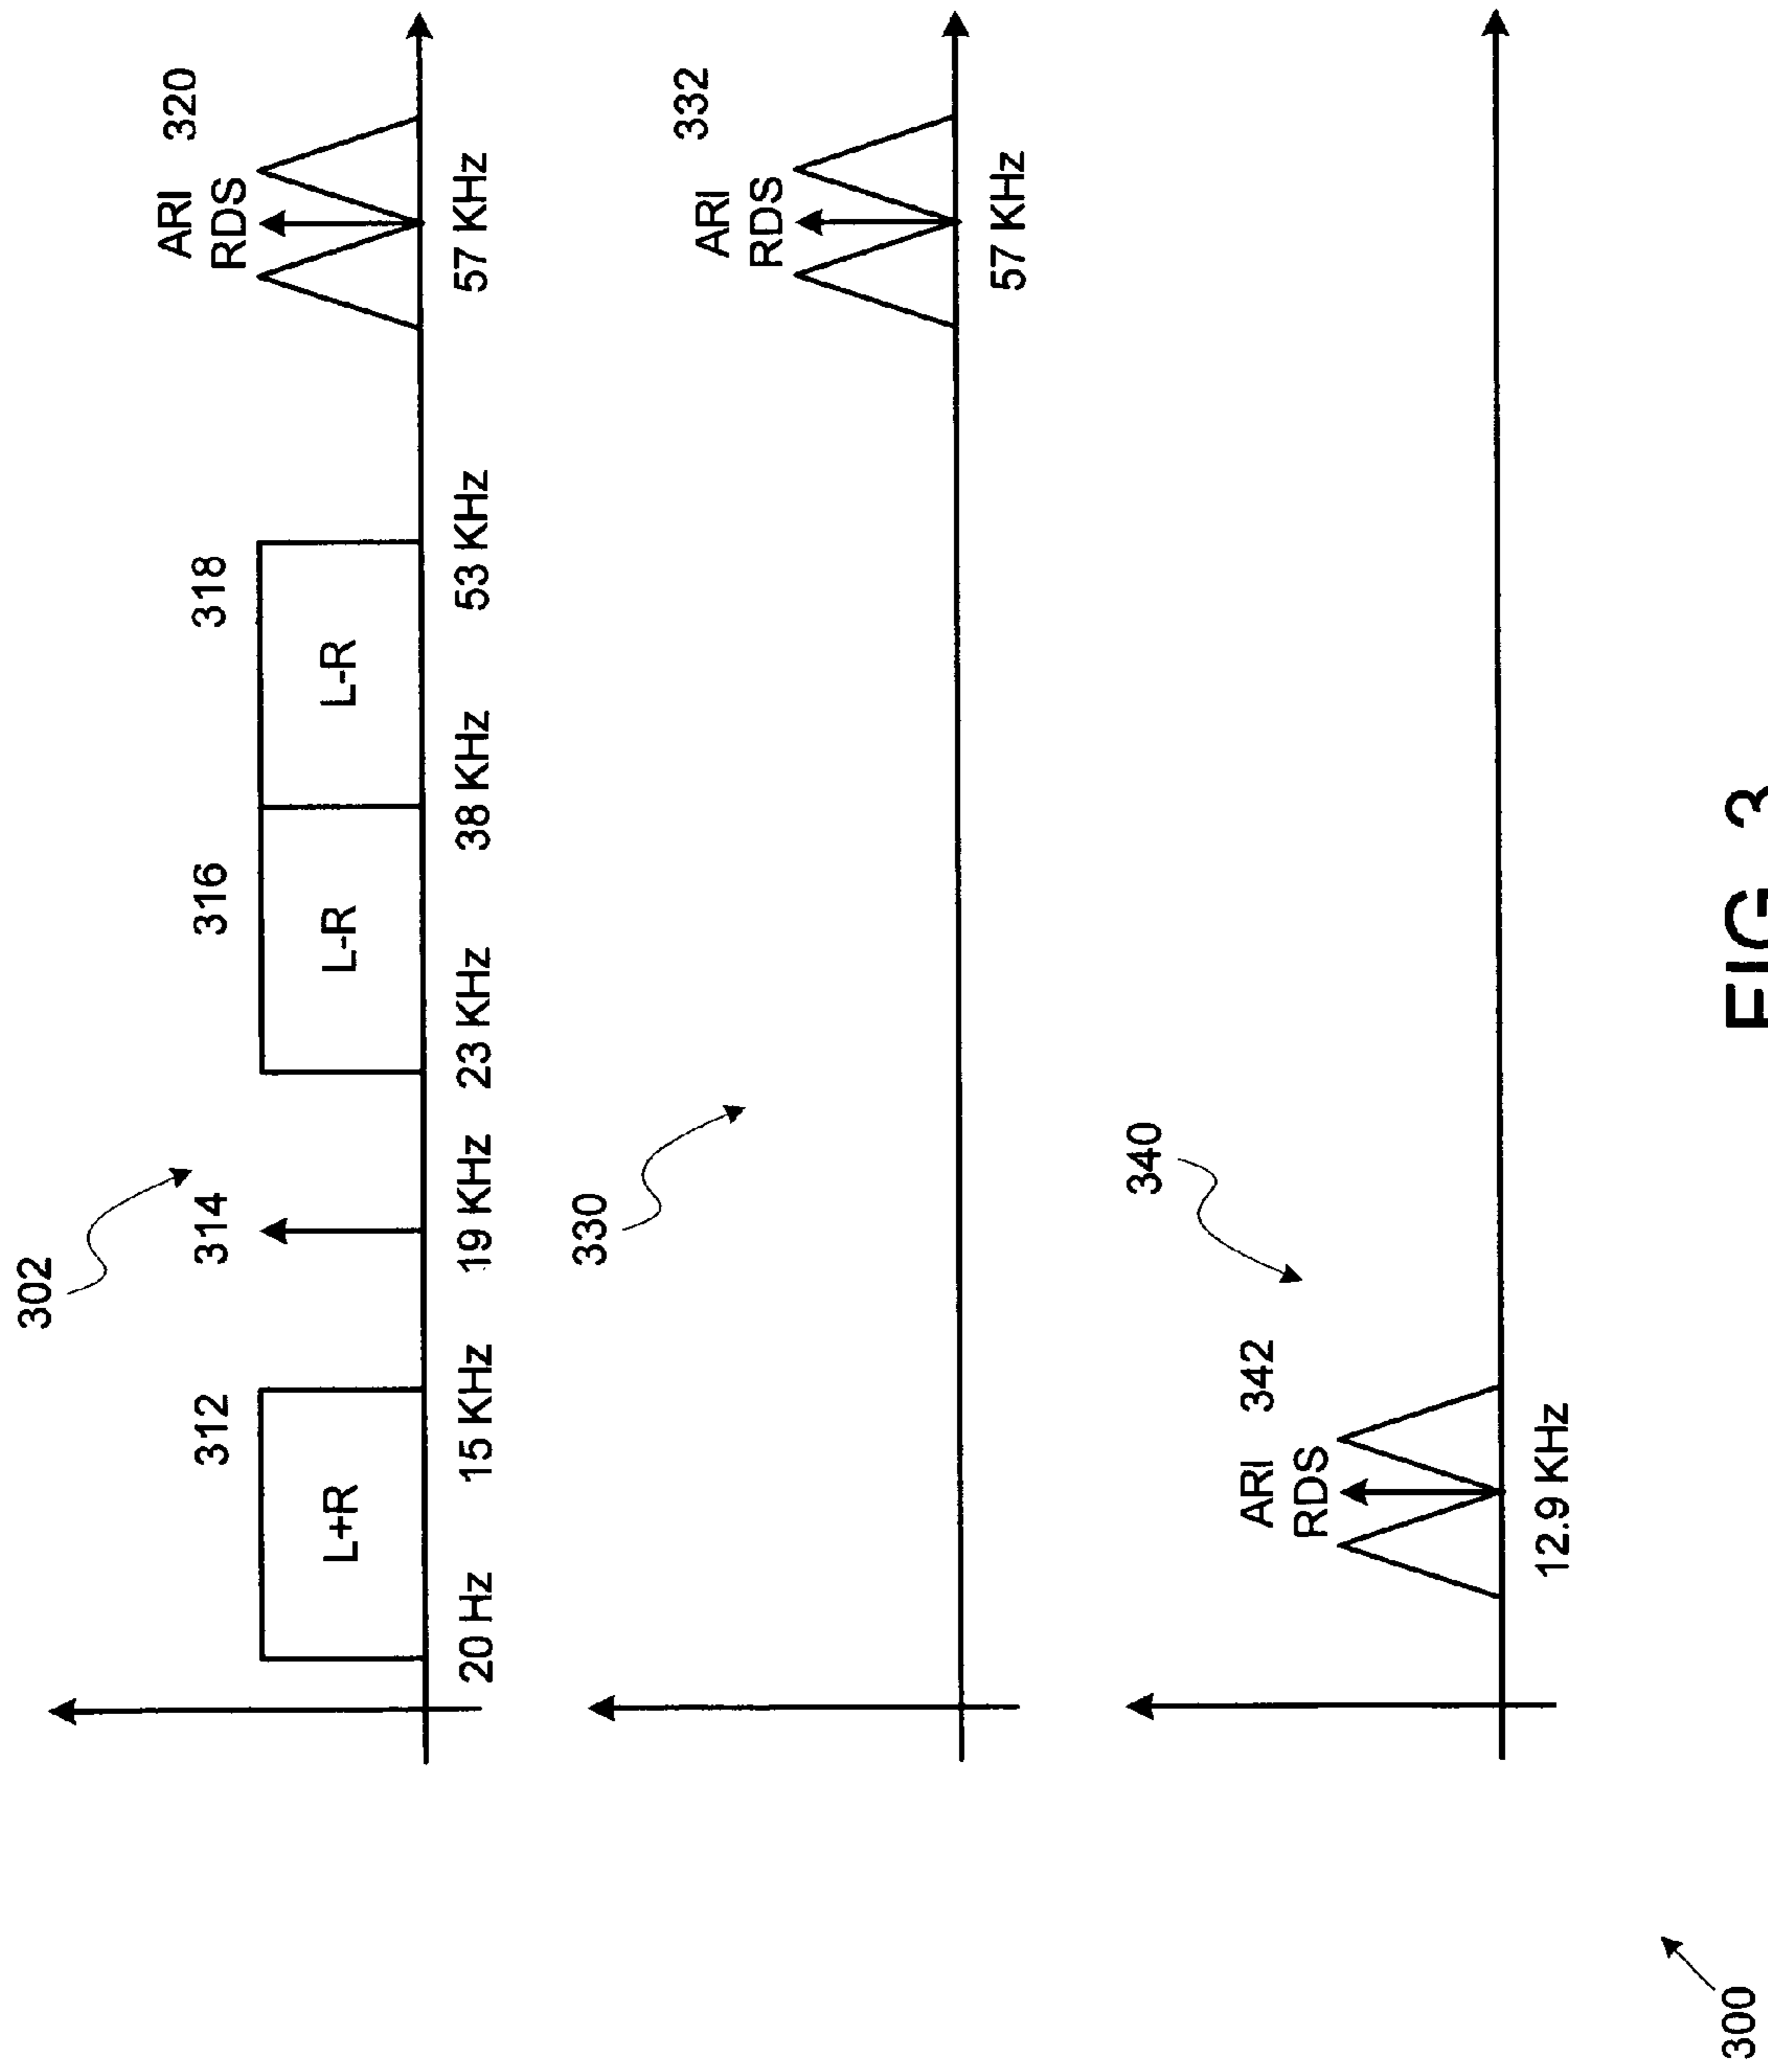 302
312
314
316
318
ARI 320
RDS
L+R
L-R
L-R
20 Hz
15 KHz
19 KHz
23 KHz
38 KHz
53 KHz
57 KHz
330
ARI 332
RDS
57 KHz
340
ARI 342
RDS
12.9 KHz
300
FIG. 3